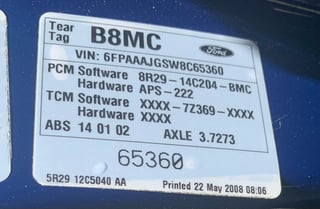 Tear Tag B8MC Ford
VIN: 6FPAAAJGSW8C65360
PCM Software 8R29-14C204-BMC
Hardware APS-222
TCM Software XXXX-7Z369-XXXX
Hardware XXXX
ABS 14 01 02 AXLE 3.7273
65360
5R29 12C5040 AA Printed 22 May 2008 08:06